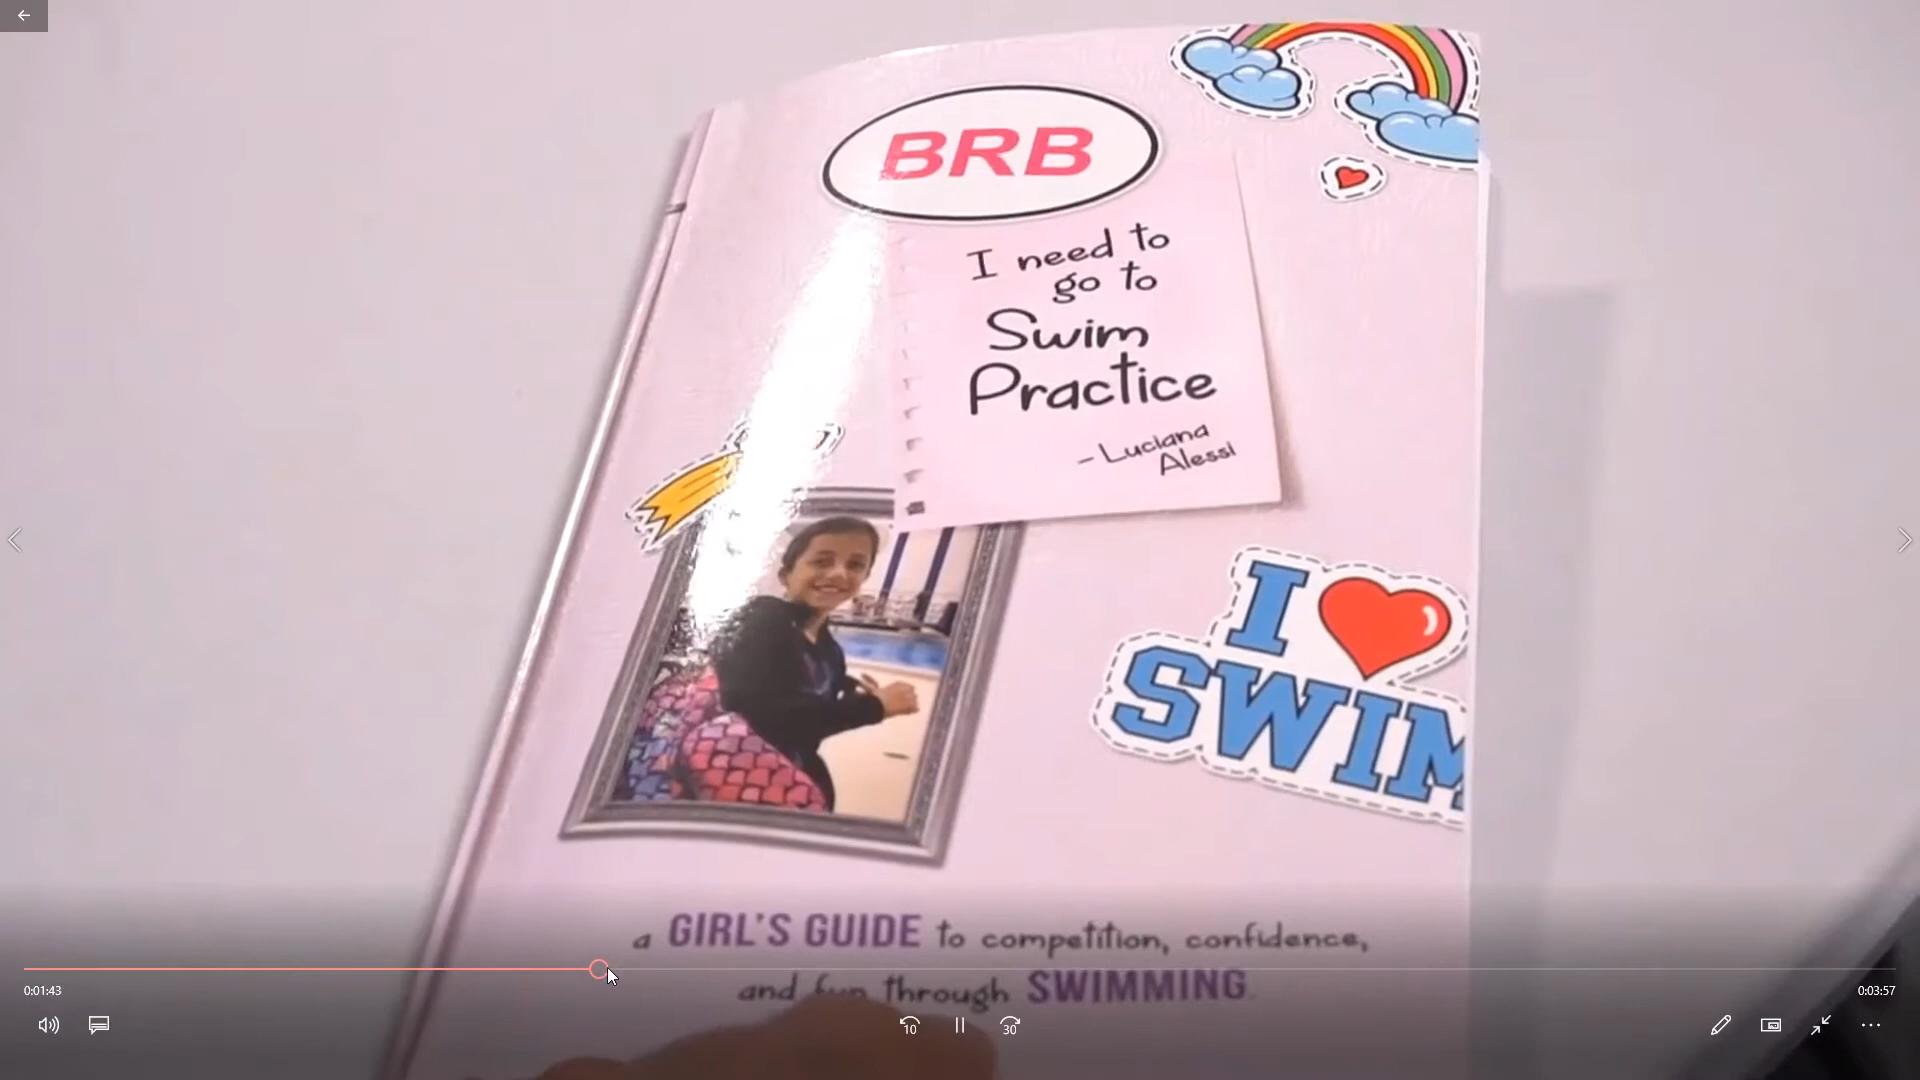 BRB
I need to
go to
Swim
Practice
- Luciana
Alessi
I
SWIM
a GIRL'S GUIDE to competition, confidence,
and fun through SWIMMING.
0:01:43
0:03:57
10
30